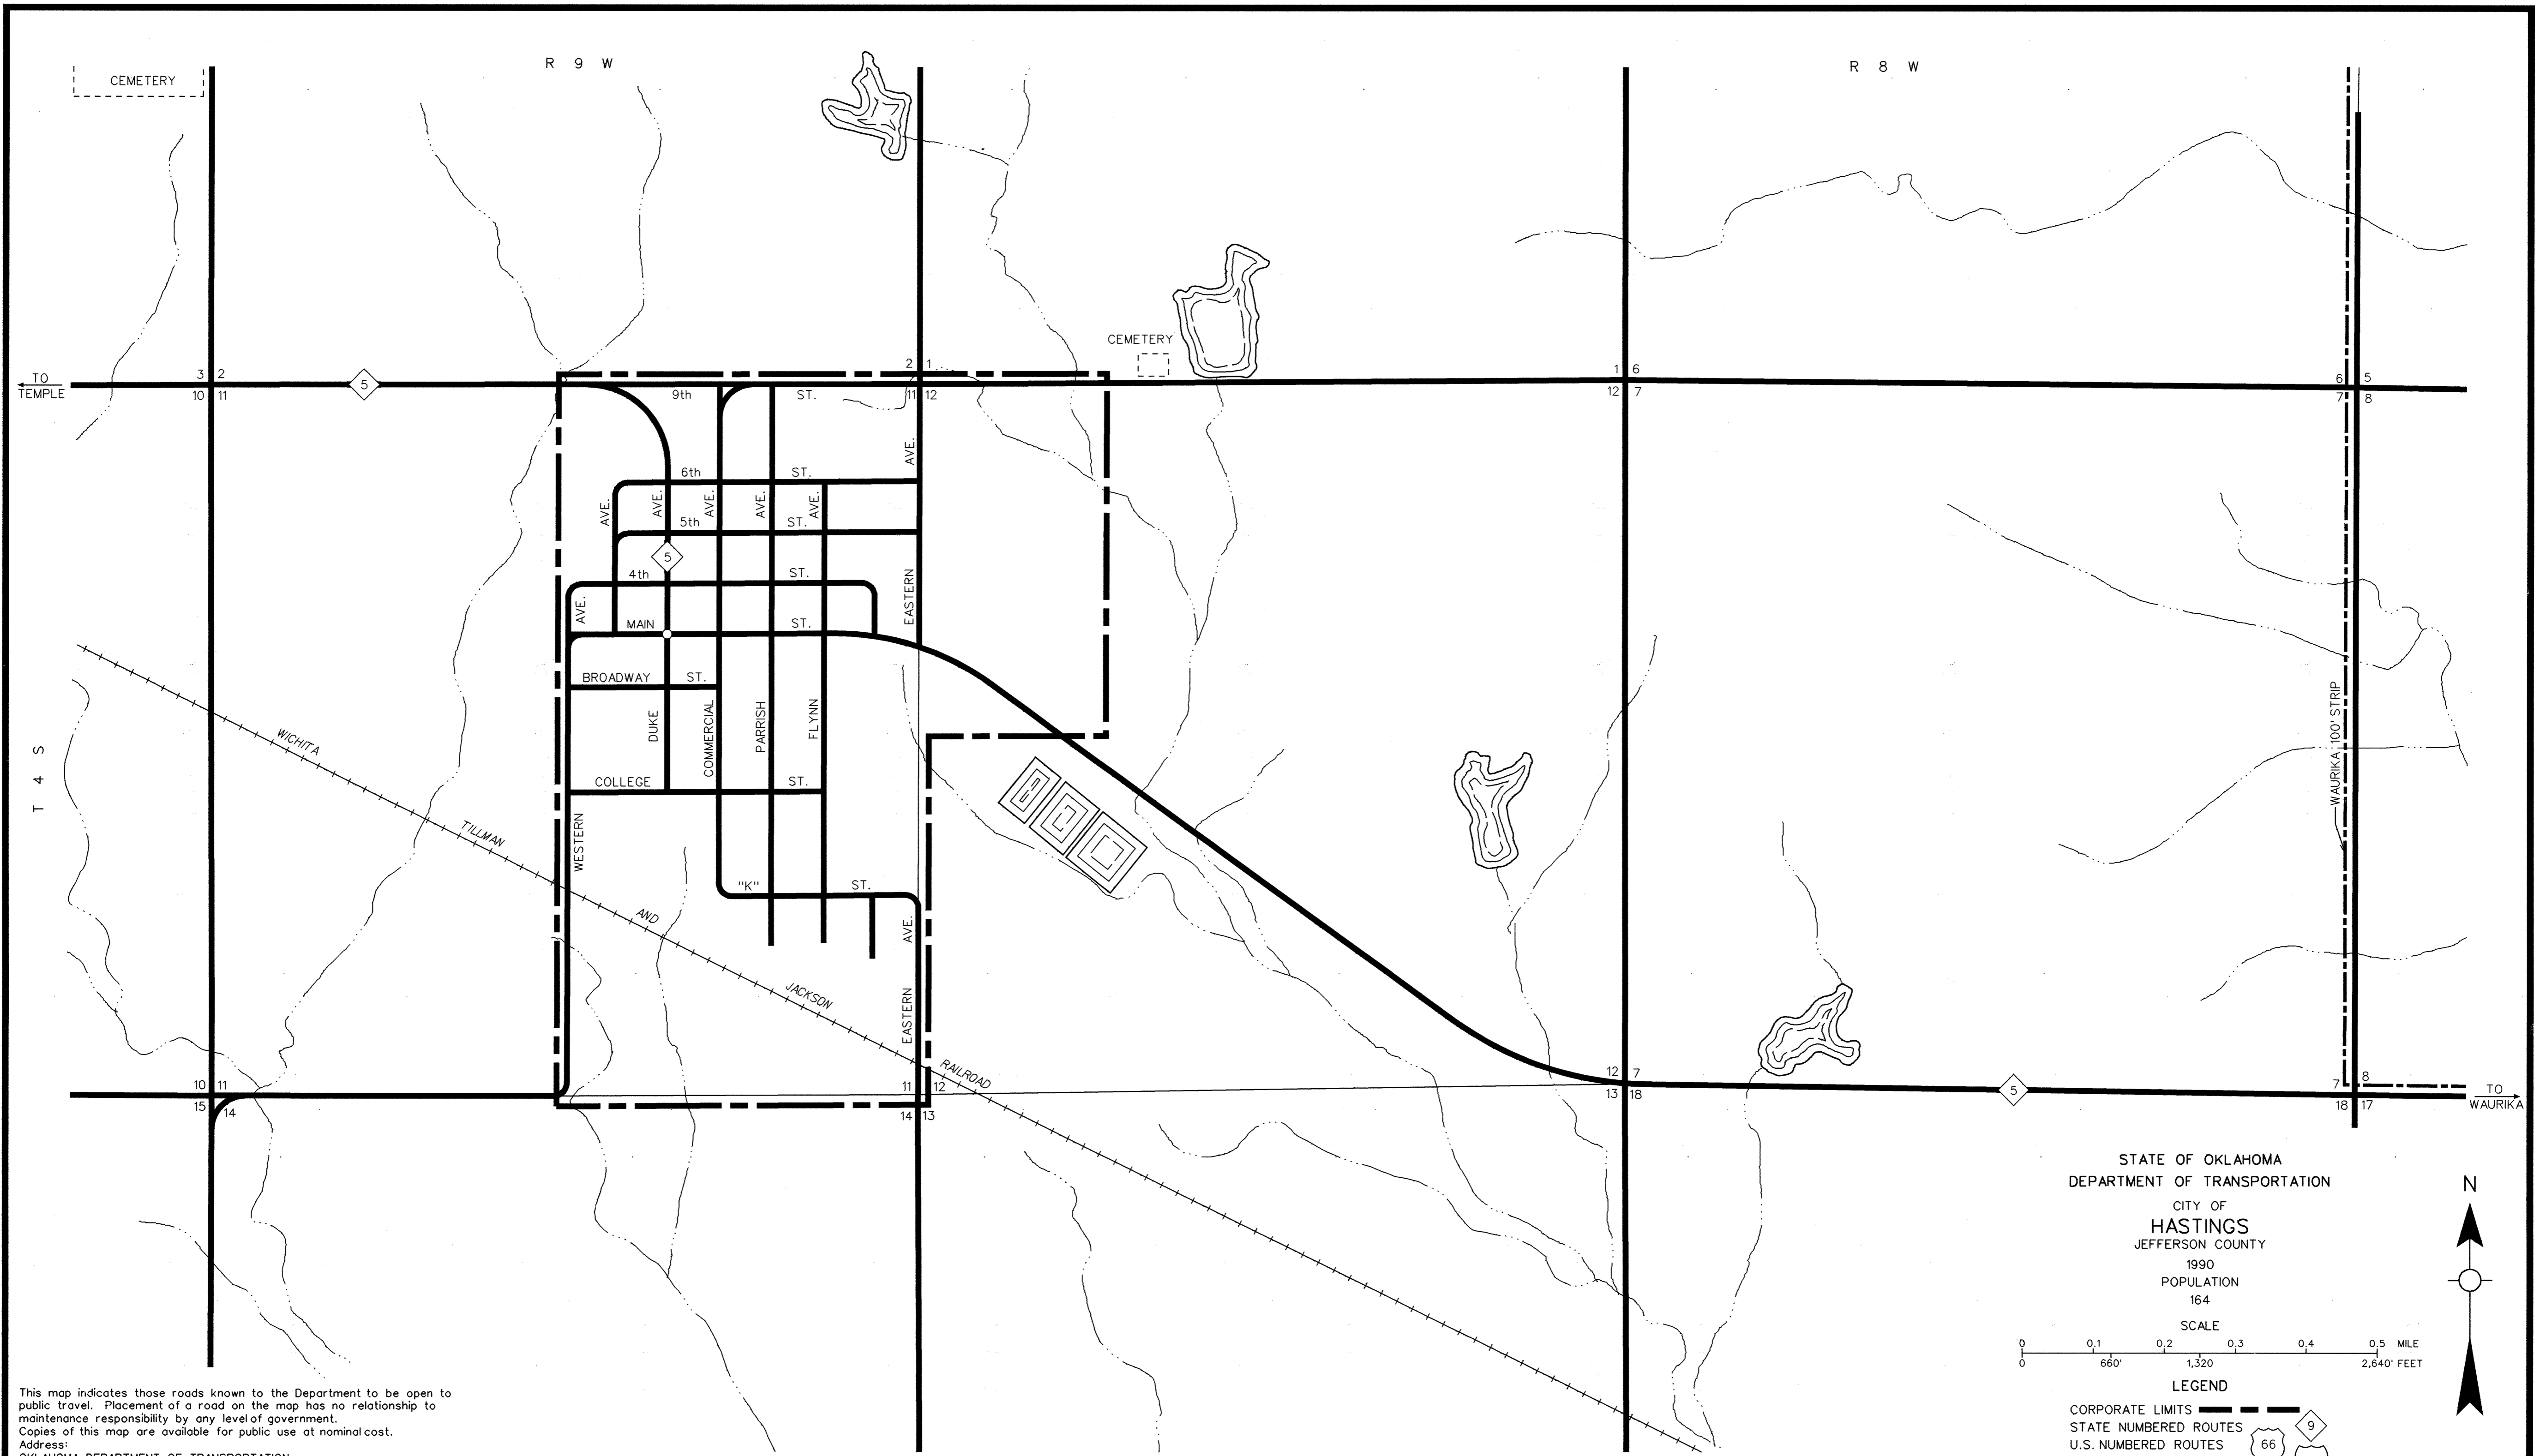 R 9 W
R 8 W
CEMETERY
CEMETERY
TO
TEMPLE
3 2
10 11
5
2 1
11 12
1 6
12 7
6 5
7 8
9th ST.
AVE.
6th ST.
AVE. AVE. AVE. AVE. AVE.
5th ST.
5
4th ST.
EASTERN
AVE.
MAIN ST.
BROADWAY ST.
DUKE
COMMERCIAL
PARRISH
FLYNN
COLLEGE ST.
WESTERN
"K" ST.
AVE.
EASTERN
T 4 S
WICHITA
TILLMAN
AND
JACKSON
RAILROAD
WAURIKA 100' STRIP
10 11
15 14
11 12
14 13
12 7
13 18
5
7 8
18 17
TO
WAURIKA
STATE OF OKLAHOMA
DEPARTMENT OF TRANSPORTATION
CITY OF
HASTINGS
JEFFERSON COUNTY
1990
POPULATION
164
N
SCALE
0 0.1 0.2 0.3 0.4 0.5 MILE
0 660' 1,320 2,640' FEET
LEGEND
CORPORATE LIMITS
STATE NUMBERED ROUTES 9
U.S. NUMBERED ROUTES 66
This map indicates those roads known to the Department to be open to
public travel. Placement of a road on the map has no relationship to
maintenance responsibility by any level of government.
Copies of this map are available for public use at nominal cost.
Address:
OKLAHOMA DEPARTMENT OF TRANSPORTATION